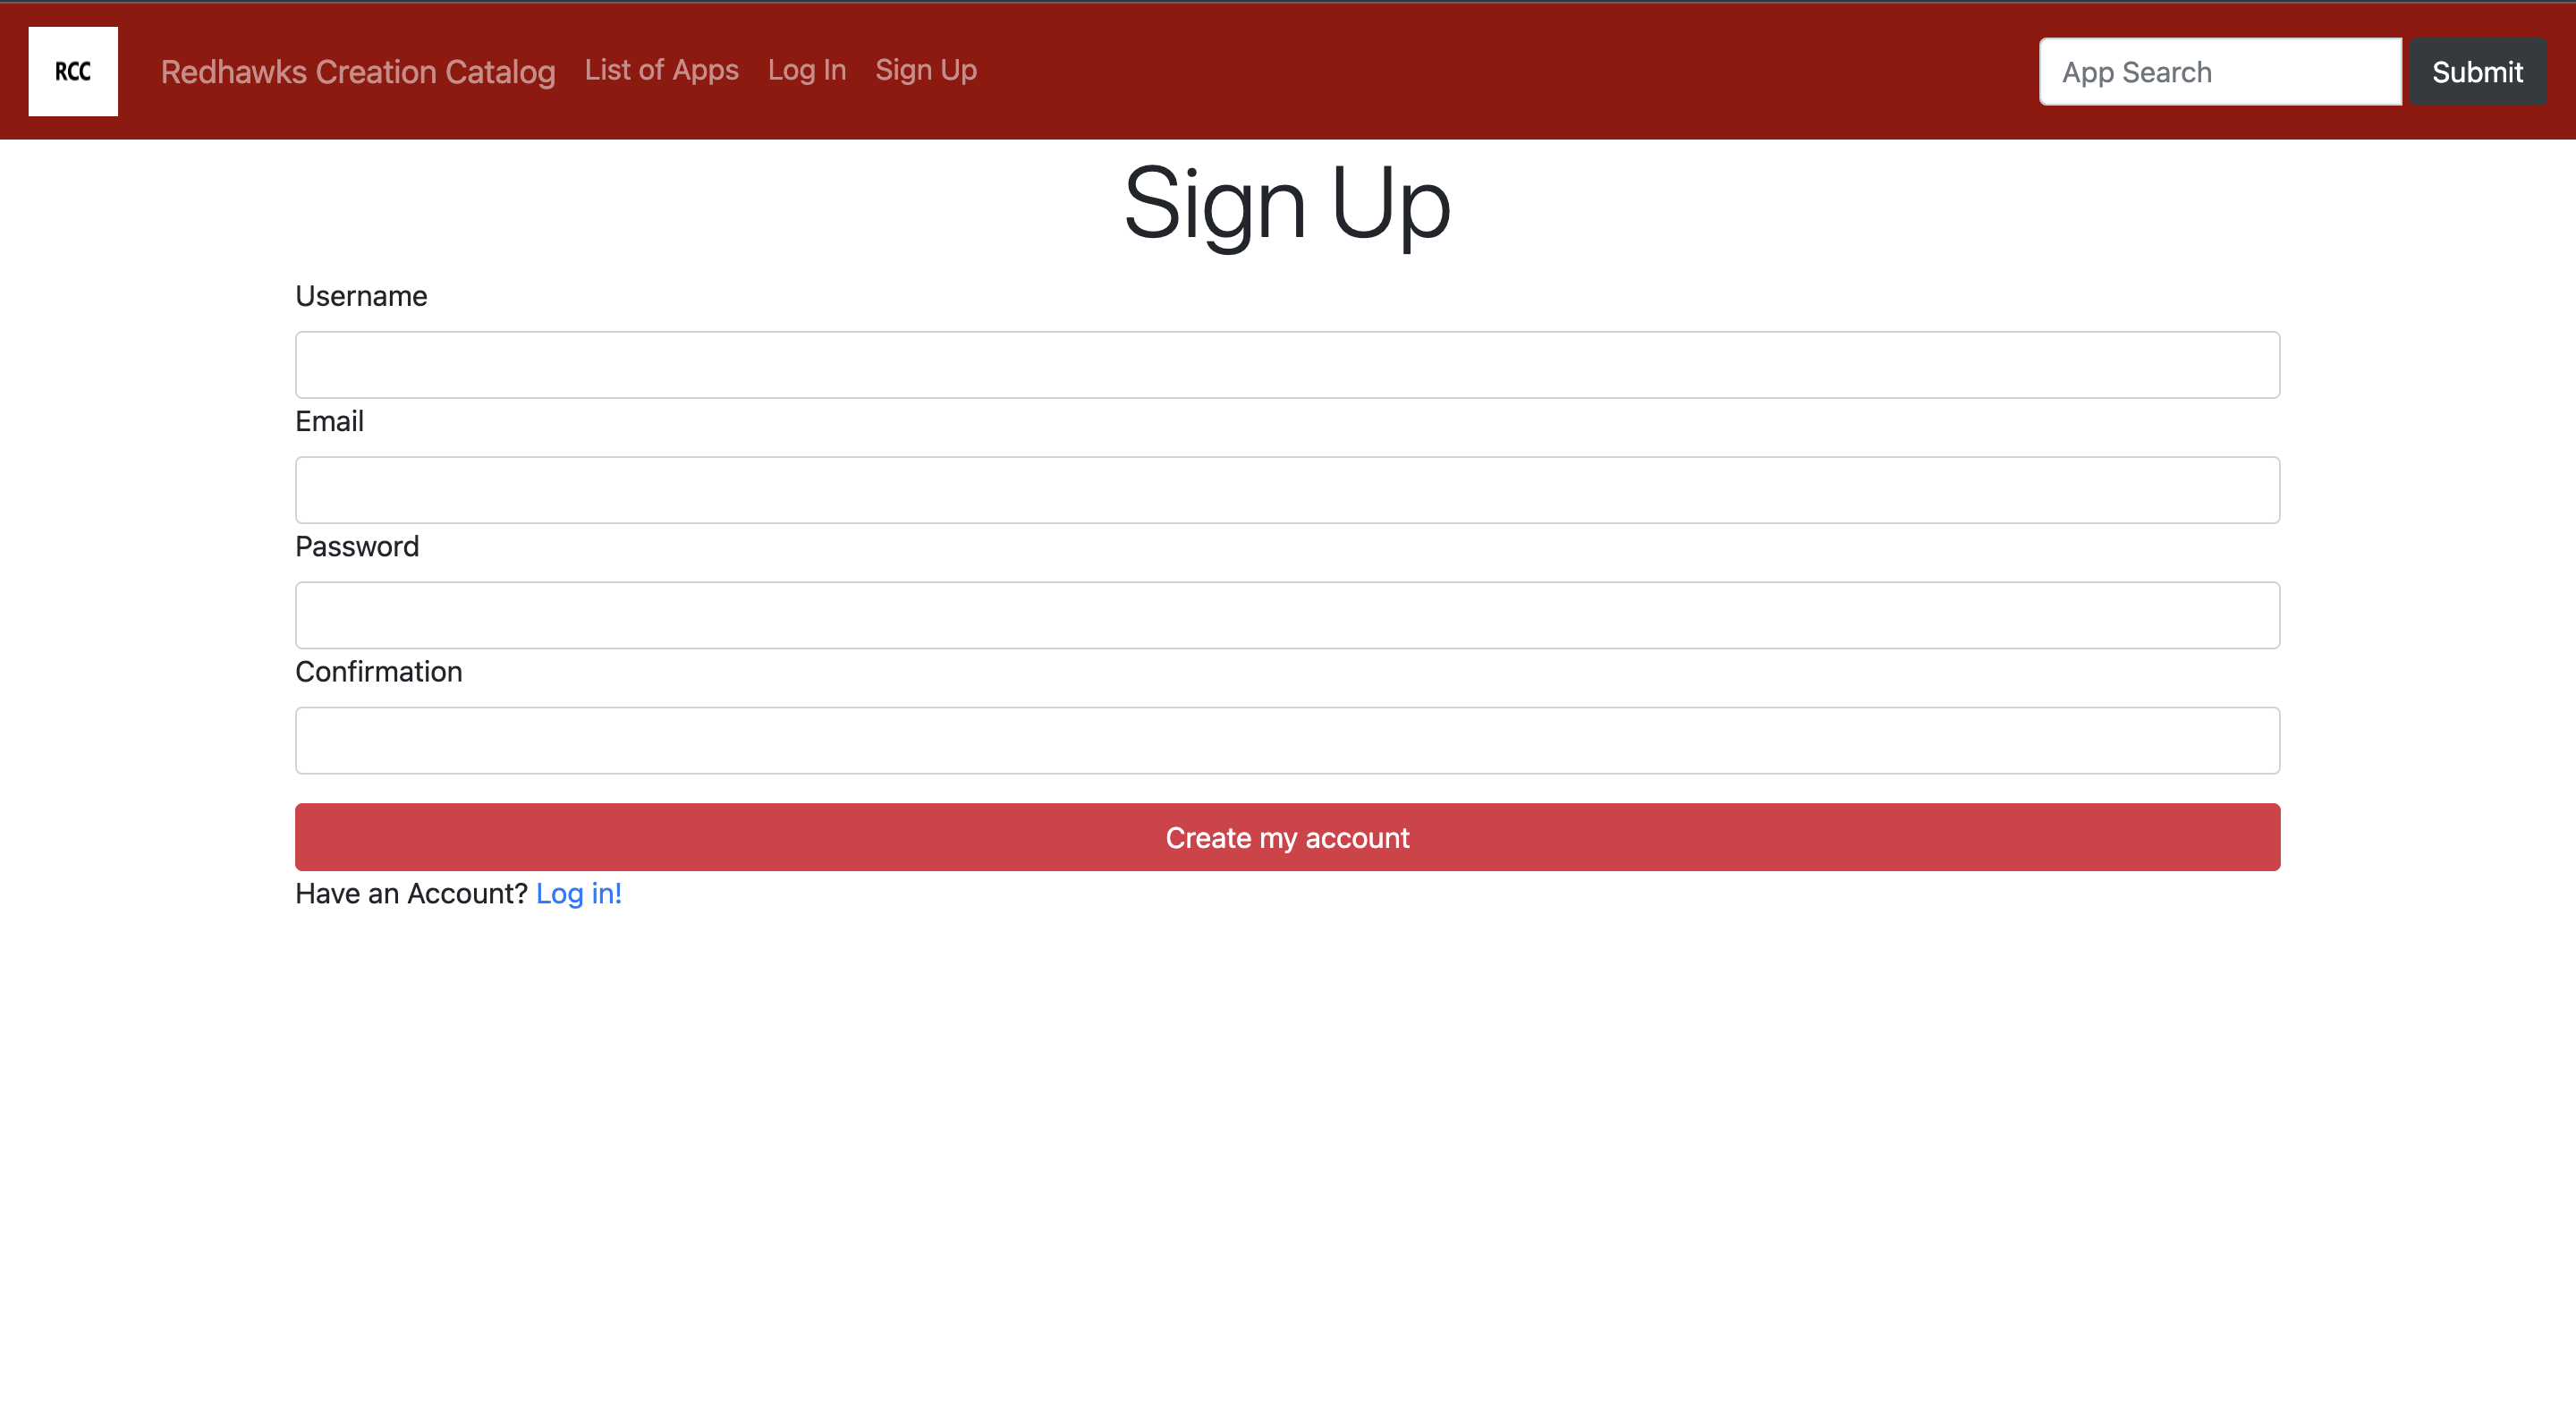 RCC Redhawks Creation Catalog List of Apps Log In Sign Up App Search Submit
Sign Up
Username
Email
Password
Confirmation
Create my account
Have an Account? Log in!